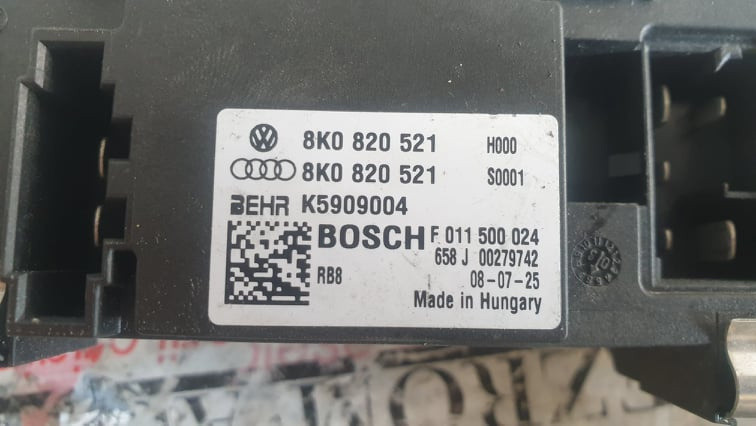 8K0 820 521 H000
8K0 820 521 S0001
BEHR K5909004
BOSCH F 011 500 024
658 J 00279742
RB8 08-07-25
Made in Hungary